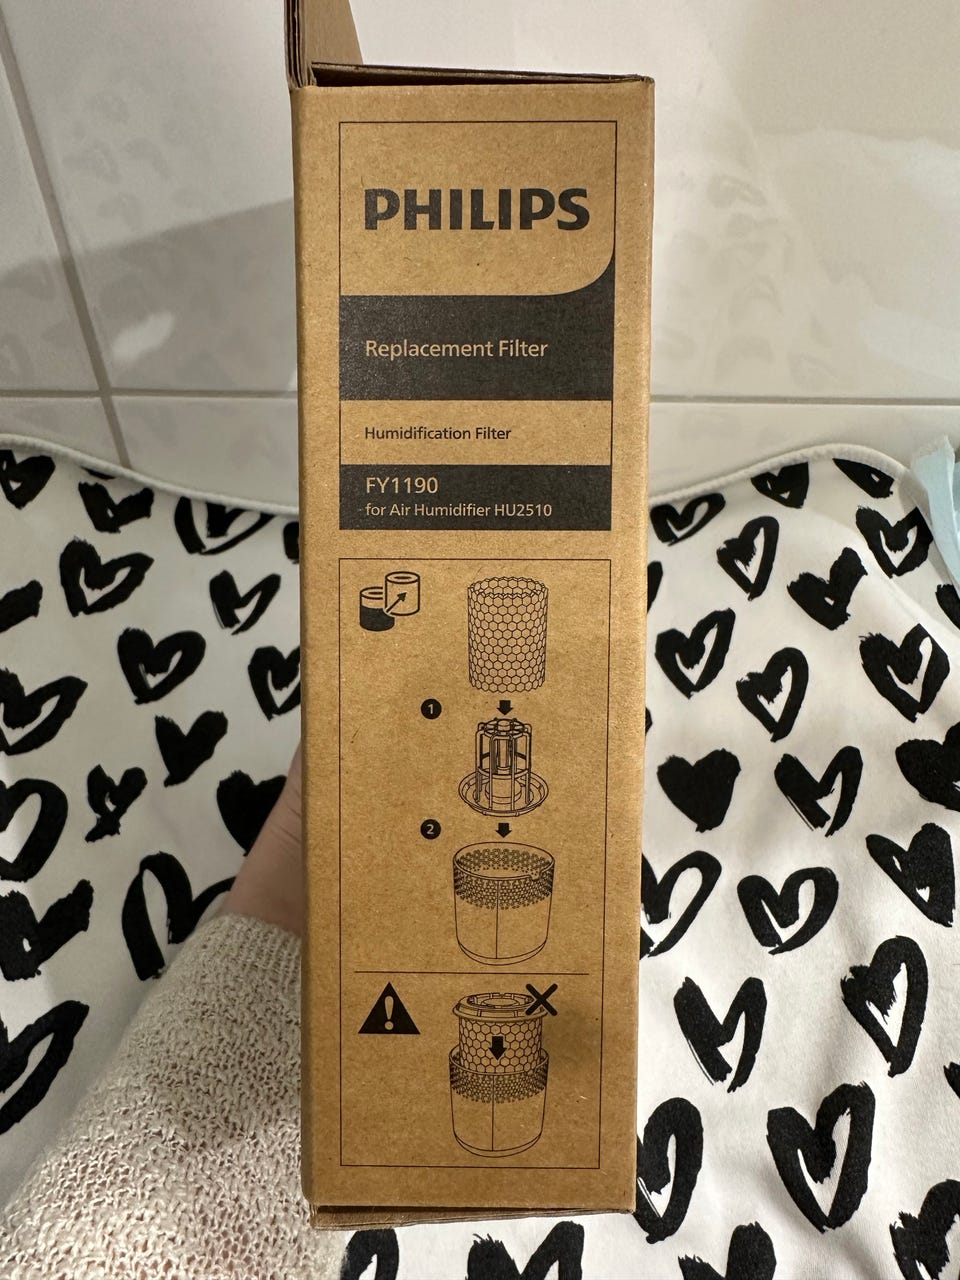 PHILIPS
Replacement Filter
Humidification Filter
FY1190
for Air Humidifier HU2510
1
2